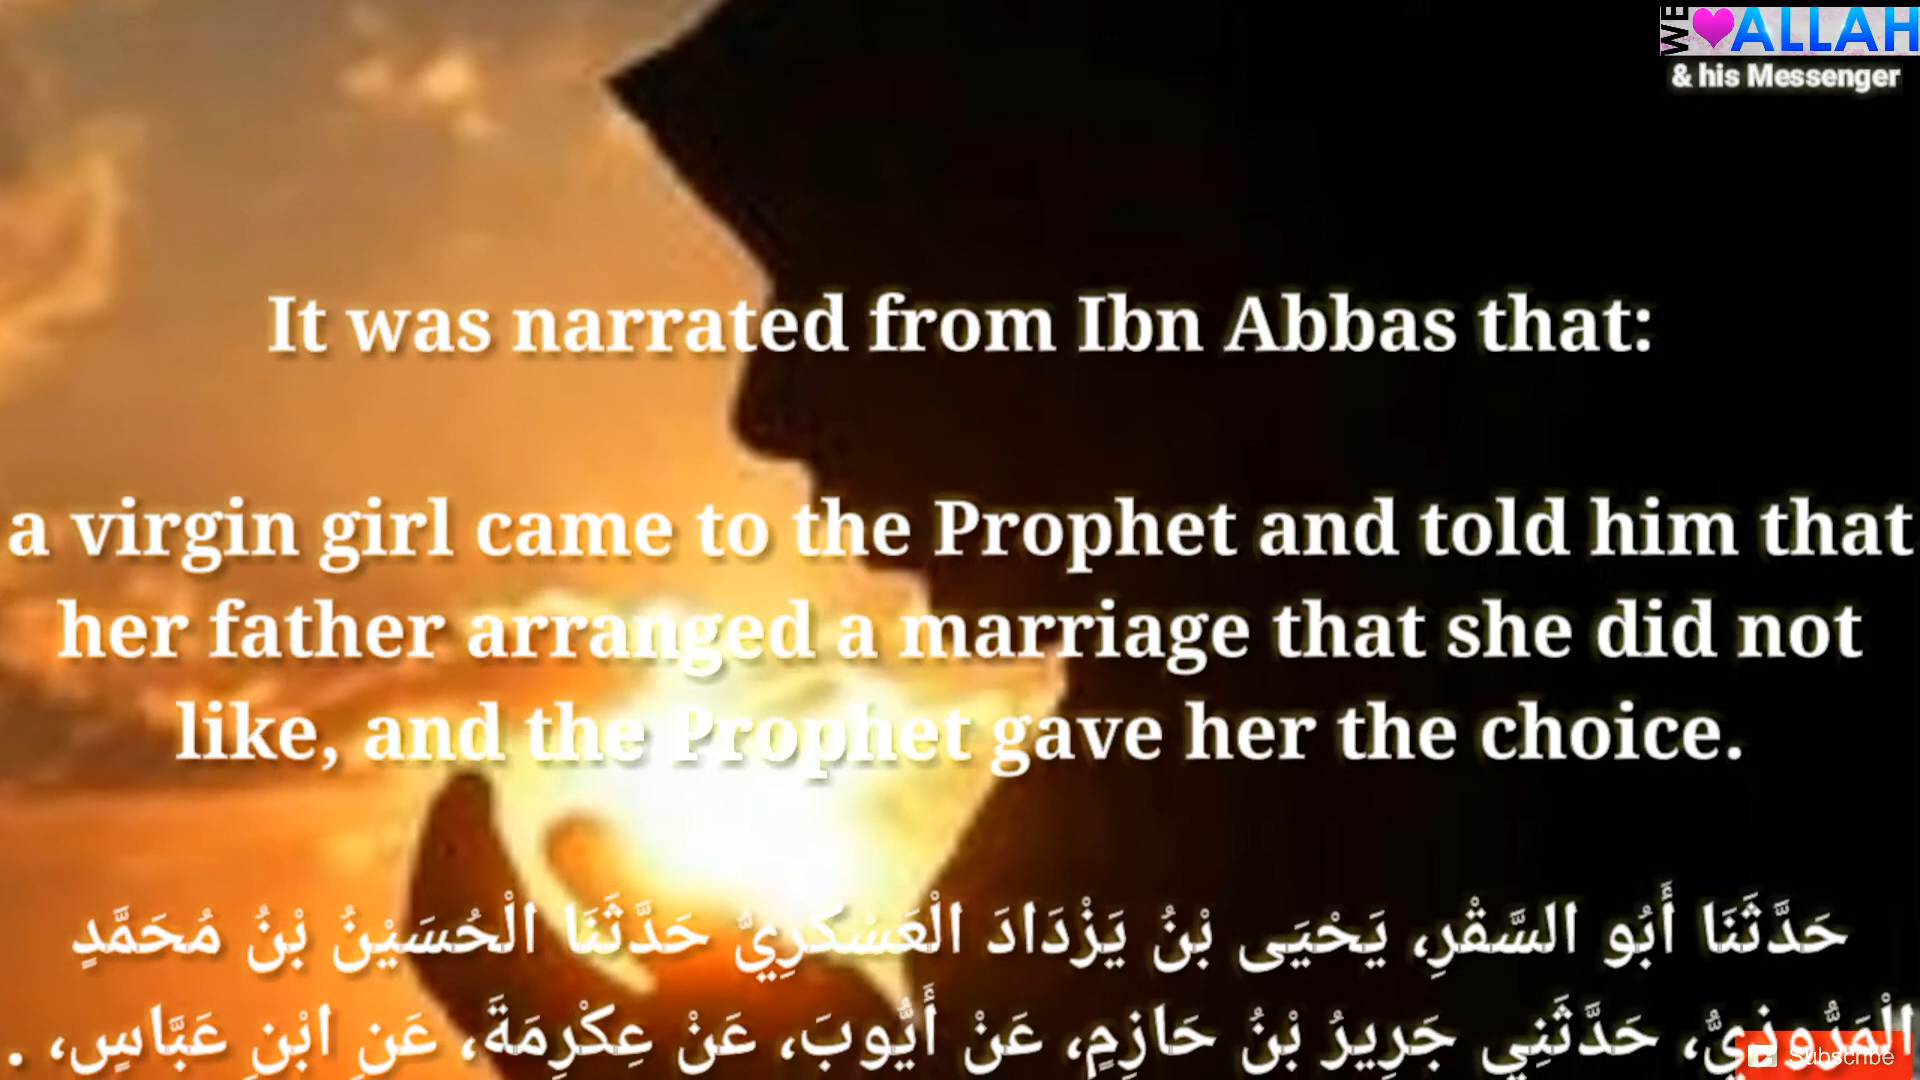 WE ALLAH
& his Messenger
It was narrated from Ibn Abbas that:
a virgin girl came to the Prophet and told him that
her father arranged a marriage that she did not
like, and the Prophet gave her the choice.
حَدَّثَنَا أَبُو السَّقْرِ، يَحْيَى بْنُ يَزْدَادَ الْعَسْكَرِيُّ حَدَّثَنَا الْحُسَيْنُ بْنُ مُحَمَّدٍ
الْمَرُّوذِيُّ، حَدَّثَنِي جَرِيرُ بْنُ حَازِمٍ، عَنْ أَيُّوبَ، عَنْ عِكْرِمَةَ، عَنِ ابْنِ عَبَّاسٍ، .
Subscribe